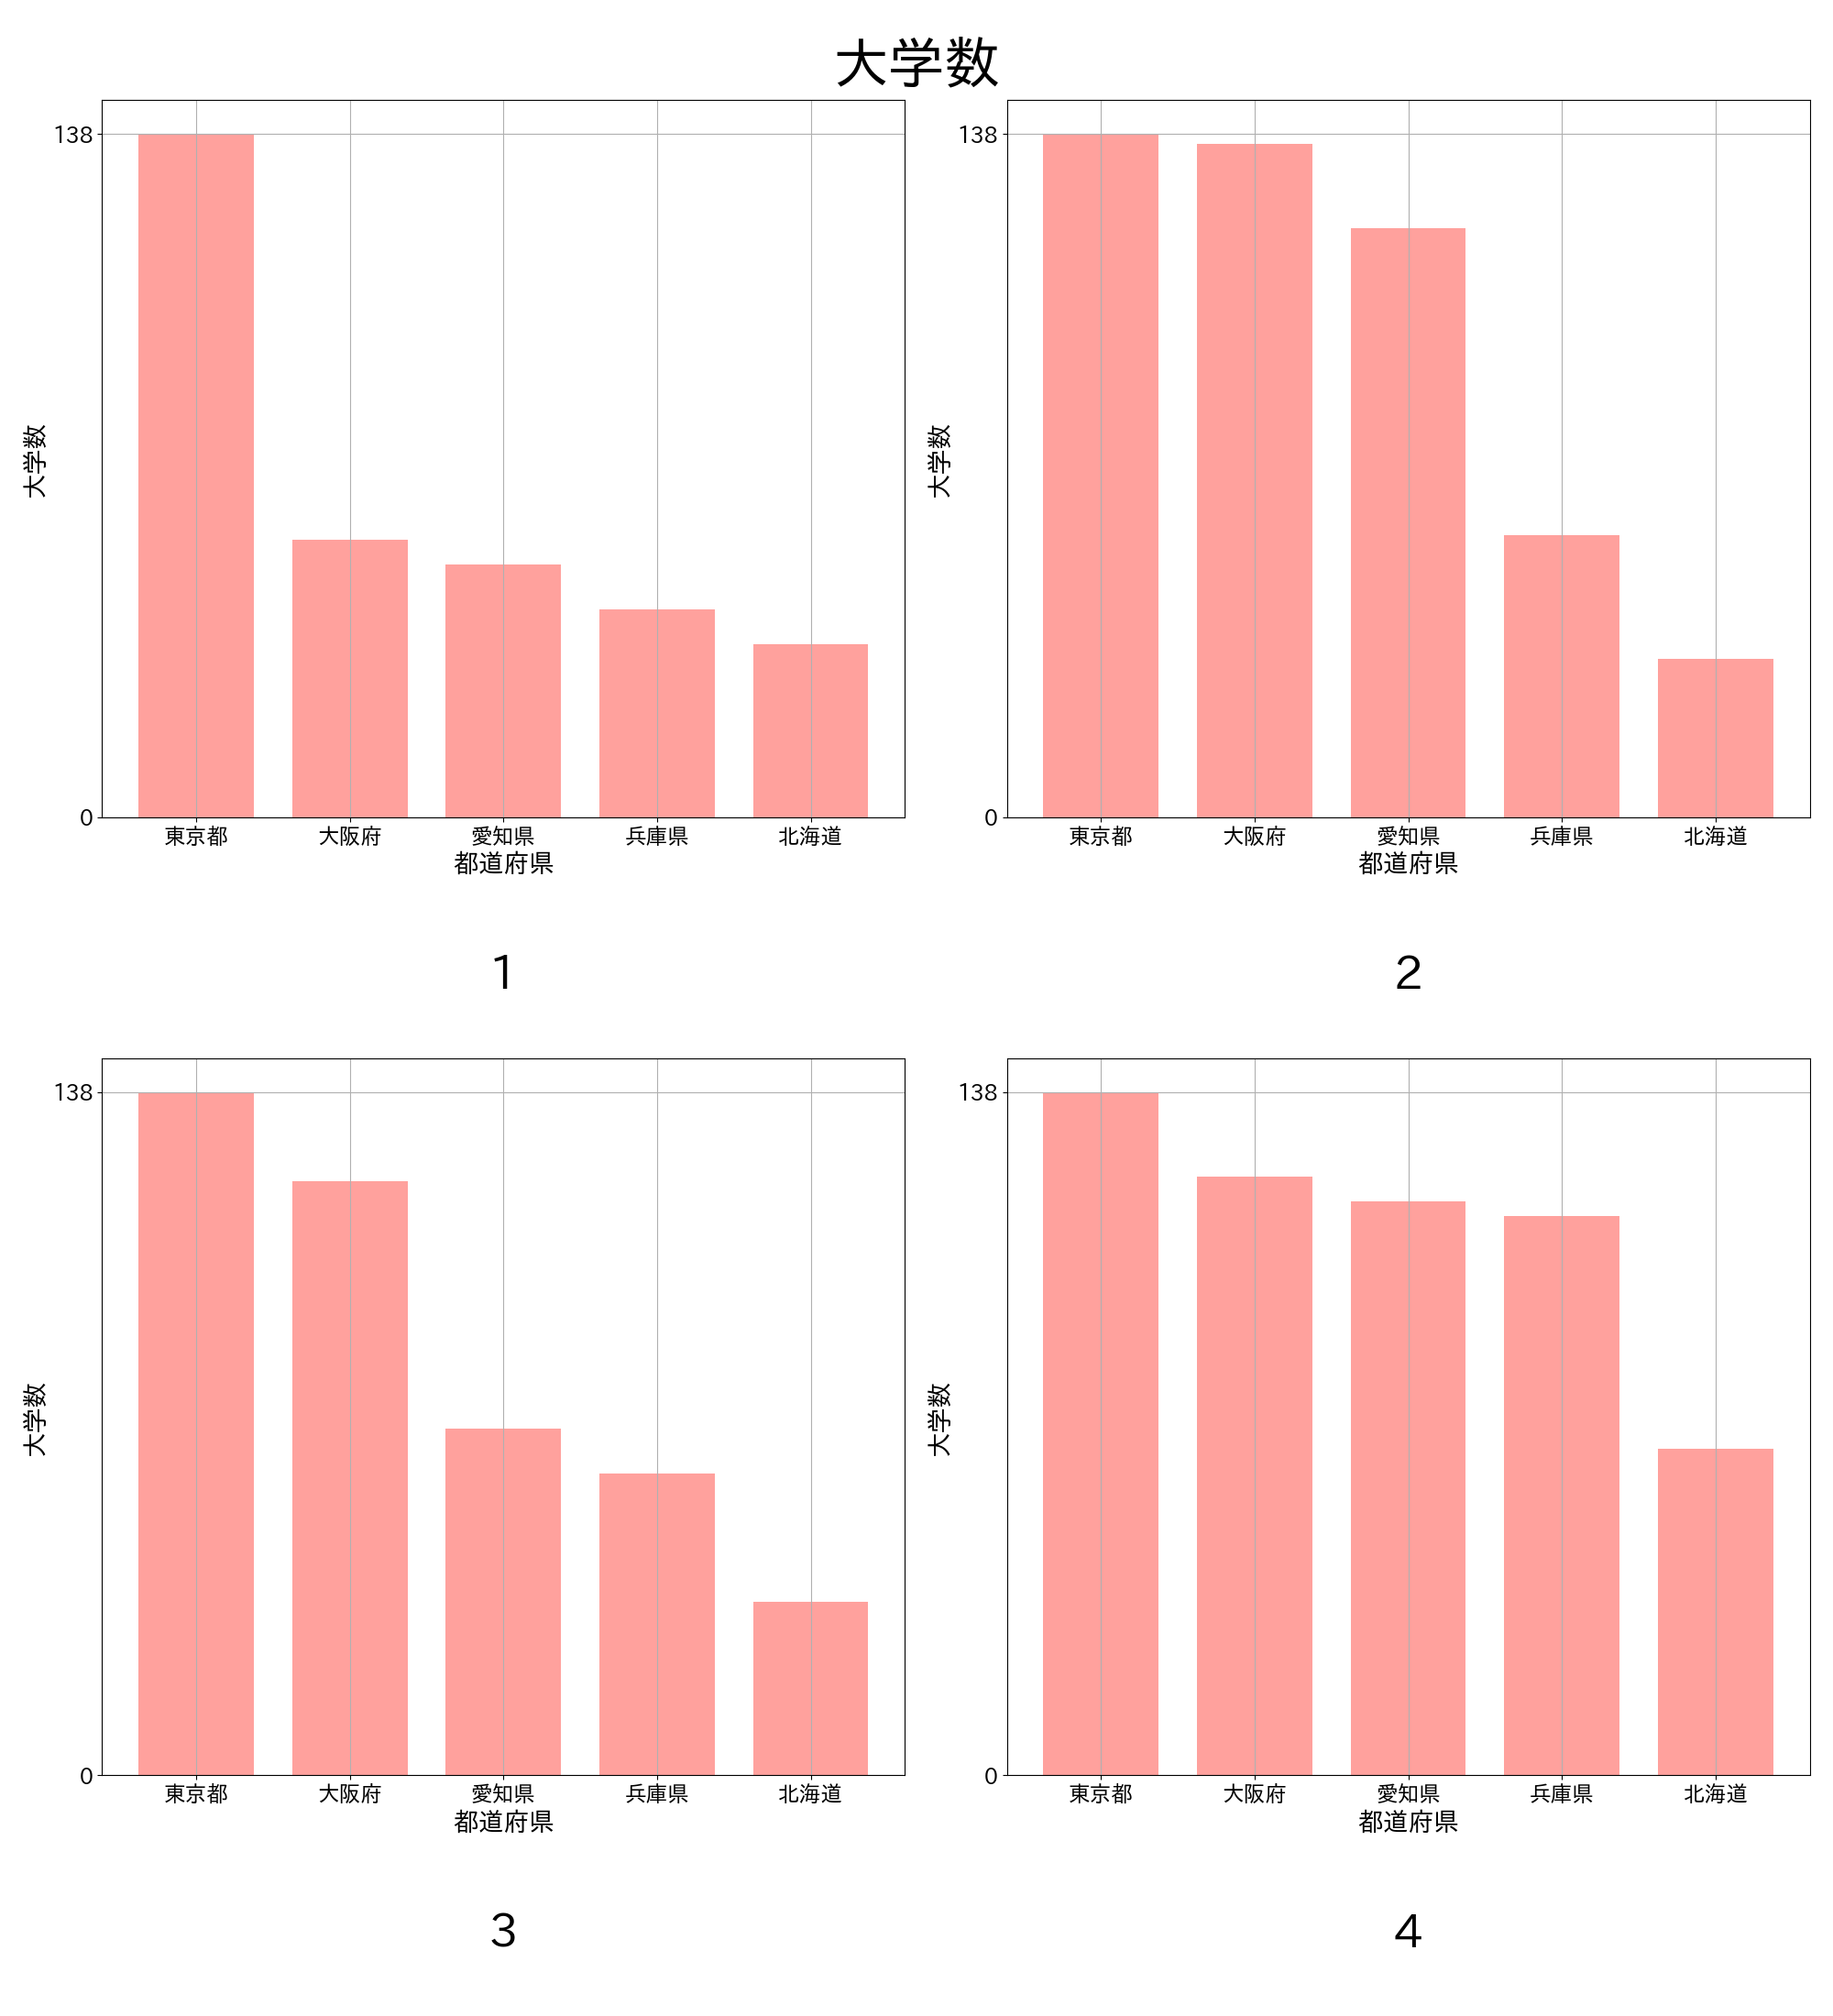 大学数
138
0
大学数
東京都 大阪府 愛知県 兵庫県 北海道
都道府県
1
138
0
大学数
東京都 大阪府 愛知県 兵庫県 北海道
都道府県
2
138
0
大学数
東京都 大阪府 愛知県 兵庫県 北海道
都道府県
3
138
0
大学数
東京都 大阪府 愛知県 兵庫県 北海道
都道府県
4